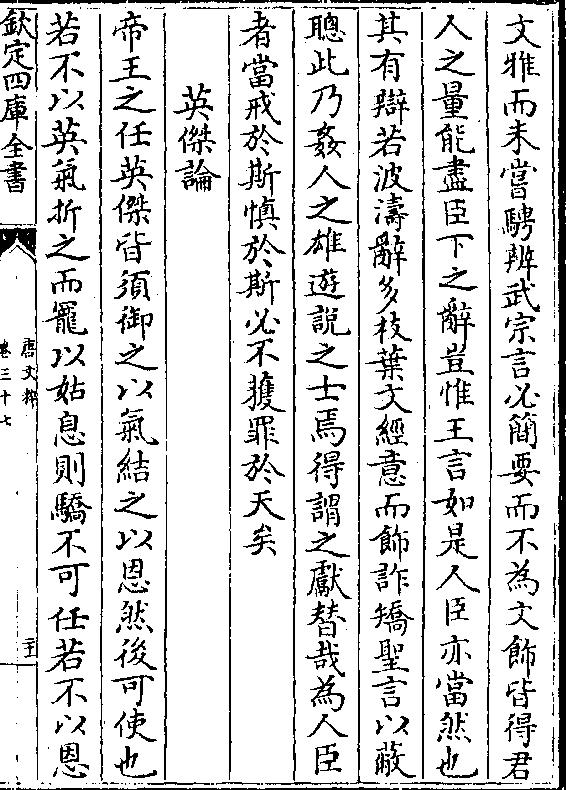 文雅而未嘗騁辨武宗言必簡要而不為文飾皆得君
人之量能盡臣下之辭豈惟王言如是人臣亦當然也
其有辯若波濤辭多枝葉文經意而飾詐矯聖言以蔽
聰此乃姦人之雄遊說之士焉得謂之獻替哉為人臣
者當戒於斯慎於斯必不獲罪於天矣
英傑論
帝王之任英傑皆須御之以氣結之以恩然後可使也
若不以英氣折之而寵以姑息則驕不可任若不以恩
欽定四庫全書
唐文粹
卷三十七